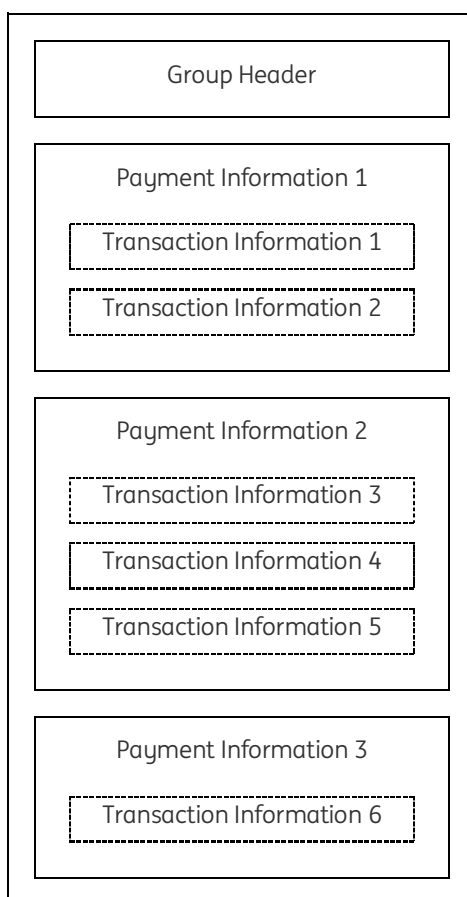 Group Header
Payment Information 1
Transaction Information 1
Transaction Information 2
Payment Information 2
Transaction Information 3
Transaction Information 4
Transaction Information 5
Payment Information 3
Transaction Information 6